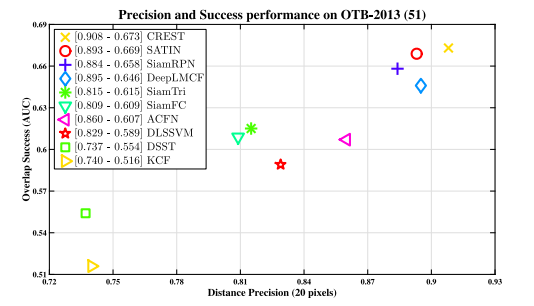 Precision and Success performance on OTB-2013 (51)
[0.908 - 0.673] CREST
[0.893 - 0.669] SATIN
[0.884 - 0.658] SiamRPN
[0.895 - 0.646] DeepLMCF
[0.815 - 0.615] SiamTri
[0.809 - 0.609] SiamFC
[0.860 - 0.607] ACFN
[0.829 - 0.589] DLSSVM
[0.737 - 0.554] DSST
[0.740 - 0.516] KCF
Overlap Success (AUC)
0.69
0.66
0.63
0.6
0.57
0.54
0.51
0.72 0.75 0.78 0.81 0.84 0.87 0.9 0.93
Distance Precision (20 pixels)